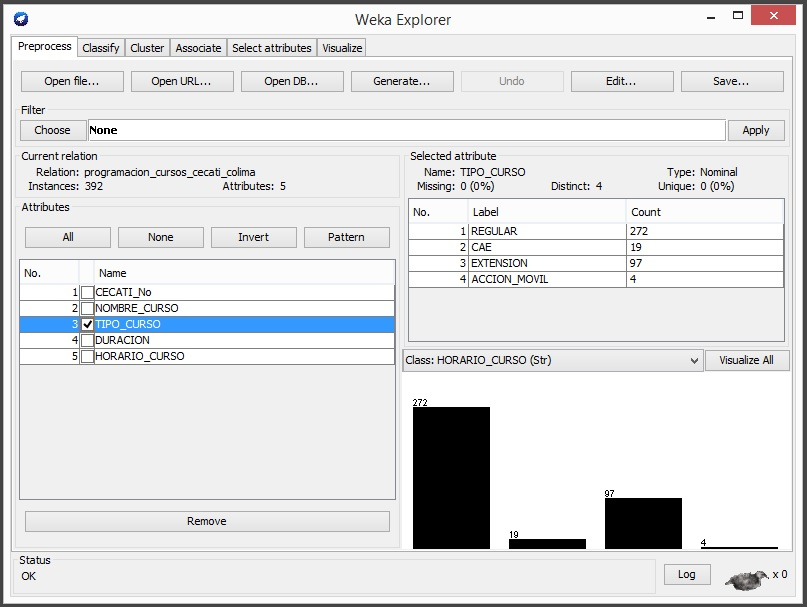 Weka Explorer
Preprocess Classify Cluster Associate Select attributes Visualize
Open file... Open URL... Open DB... Generate... Undo Edit... Save...
Filter
Choose None Apply
Current relation
Relation: programacion_cursos_cecati_colima
Instances: 392 Attributes: 5
Attributes
All None Invert Pattern
No. Name
1 CECATI_No
2 NOMBRE_CURSO
3 TIPO_CURSO
4 DURACION
5 HORARIO_CURSO
Remove
Selected attribute
Name: TIPO_CURSO Type: Nominal
Missing: 0 (0%) Distinct: 4 Unique: 0 (0%)
No. Label Count
1 REGULAR 272
2 CAE 19
3 EXTENSION 97
4 ACCION_MOVIL 4
Class: HORARIO_CURSO (Str) Visualize All
272
19
97
4
Status
OK
Log x 0